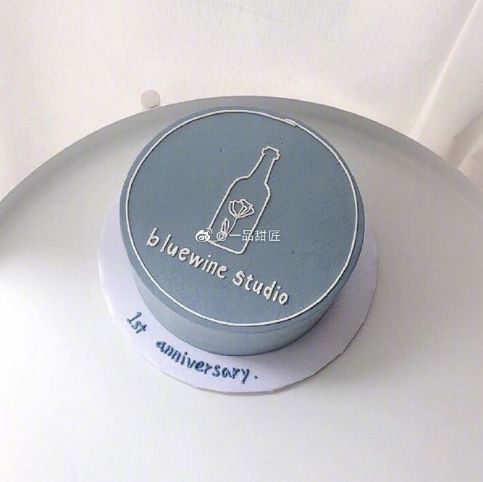 @一品甜匠
bluewine studio
1st anniversary.